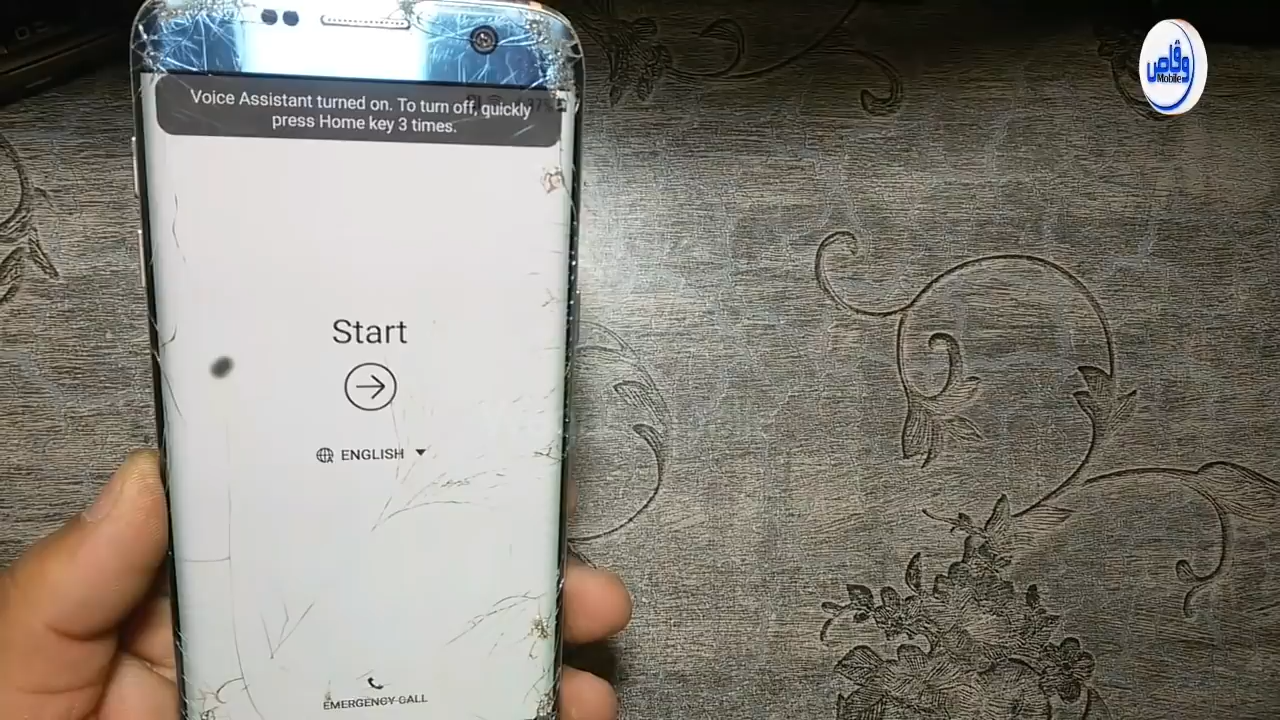 وقاص
Mobile
37%
Voice Assistant turned on. To turn off, quickly
press Home key 3 times.
Start
ENGLISH
EMERGENCY CALL